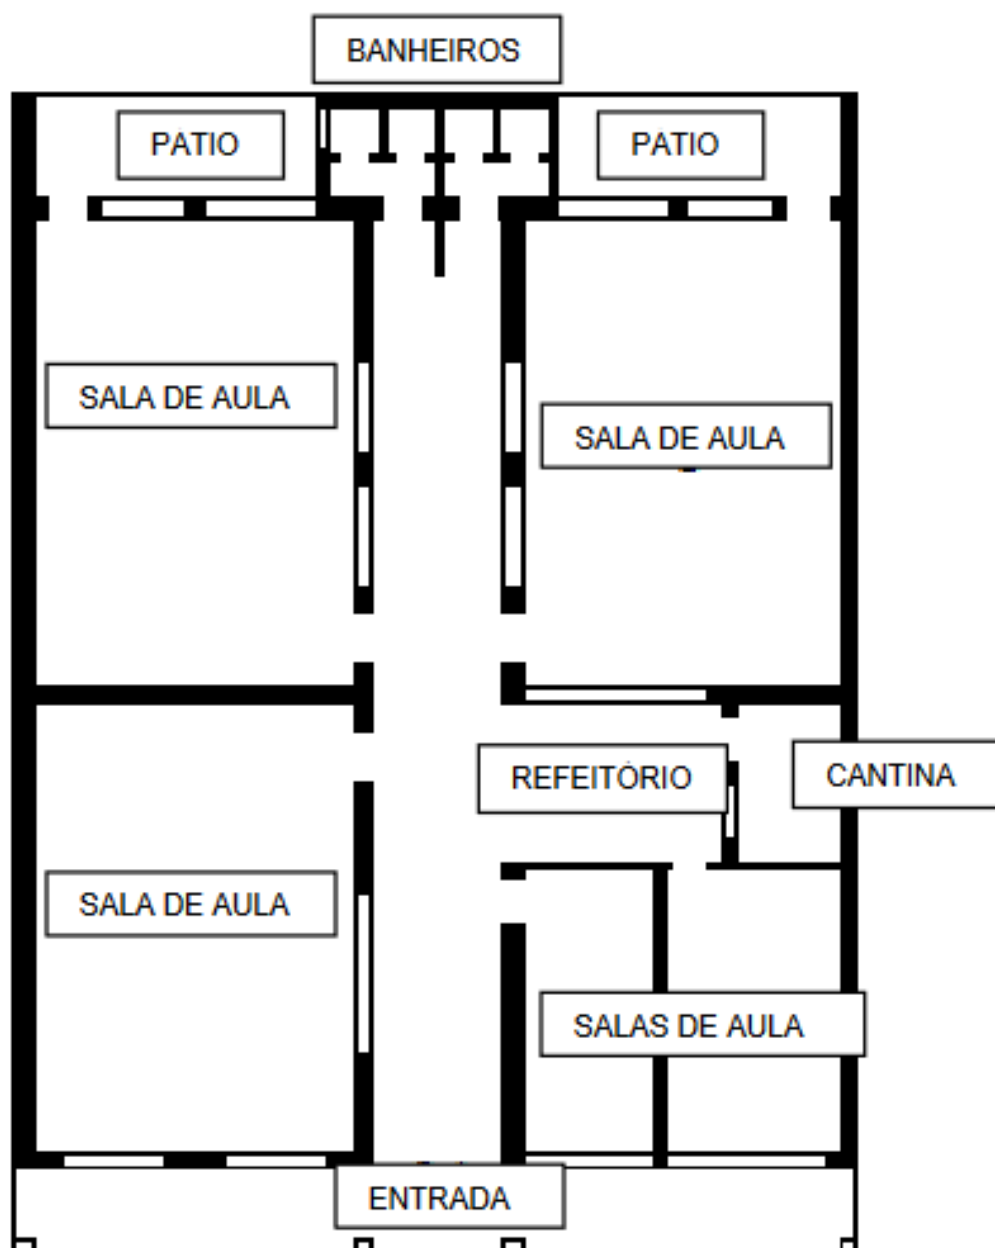 BANHEIROS
PATIO
PATIO
SALA DE AULA
SALA DE AULA
REFEITÓRIO
CANTINA
SALA DE AULA
SALAS DE AULA
ENTRADA